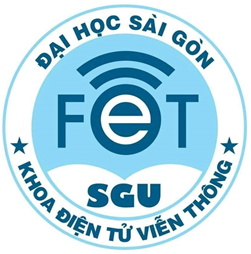 ĐẠI HỌC SÀI GÒN
FeT
SGU
★ KHOA ĐIỆN TỬ VIỄN THÔNG ★